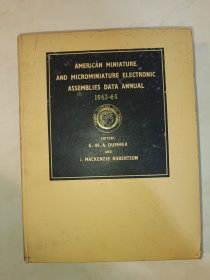 AMERICAN MINIATURE
AND MICROMINIATURE ELECTRONIC
ASSEMBLIES DATA ANNUAL
1963-64
EDITORS
G. W. A. DUMMER
AND
J. MACKENZIE ROBERTSON